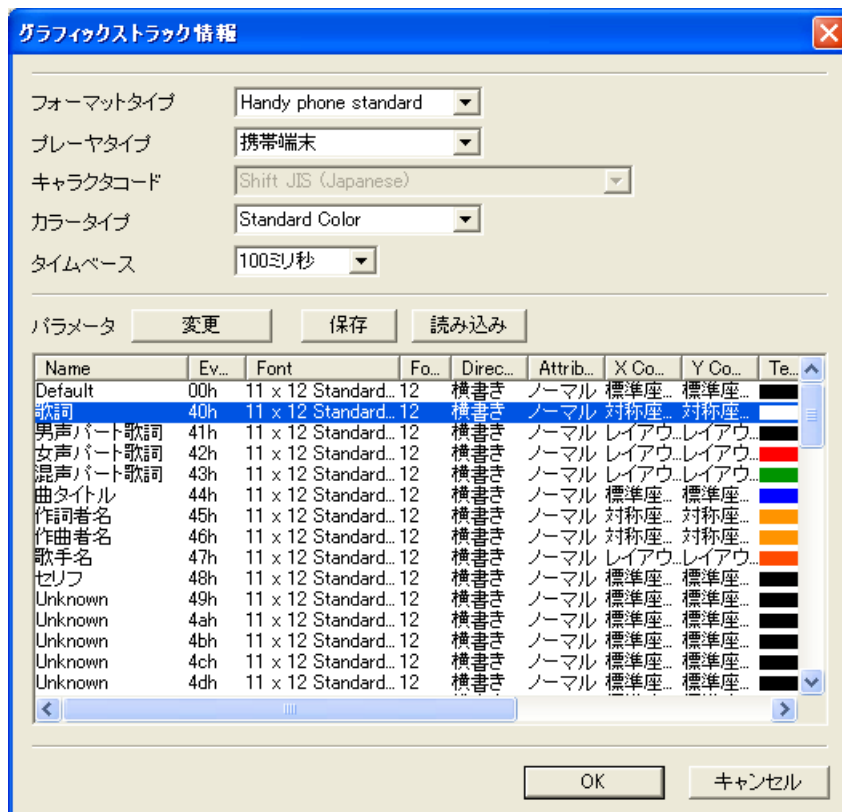 グラフィックストラック情報
フォーマットタイプ Handy phone standard
プレーヤタイプ 携帯端末
キャラクタコード Shift JIS (Japanese)
カラータイプ Standard Color
タイムベース 100ミリ秒
パラメータ 変更 保存 読み込み
Name Ev... Font Fo... Direc... Attrib... X Co... Y Co... Te...
Default 00h 11 x 12 Standard... 12 横書き ノーマル 標準座... 標準座...
歌詞 40h 11 x 12 Standard... 12 横書き ノーマル 対称座... 対称座...
男声パート歌詞 41h 11 x 12 Standard... 12 横書き ノーマル レイアウ... レイアウ...
女声パート歌詞 42h 11 x 12 Standard... 12 横書き ノーマル レイアウ... レイアウ...
混声パート歌詞 43h 11 x 12 Standard... 12 横書き ノーマル レイアウ... レイアウ...
曲タイトル 44h 11 x 12 Standard... 12 横書き ノーマル 標準座... 標準座...
作詞者名 45h 11 x 12 Standard... 12 横書き ノーマル 対称座... 対称座...
作曲者名 46h 11 x 12 Standard... 12 横書き ノーマル 対称座... 対称座...
歌手名 47h 11 x 12 Standard... 12 横書き ノーマル レイアウ... レイアウ...
セリフ 48h 11 x 12 Standard... 12 横書き ノーマル 標準座... 標準座...
Unknown 49h 11 x 12 Standard... 12 横書き ノーマル 標準座... 標準座...
Unknown 4ah 11 x 12 Standard... 12 横書き ノーマル 標準座... 標準座...
Unknown 4bh 11 x 12 Standard... 12 横書き ノーマル 標準座... 標準座...
Unknown 4ch 11 x 12 Standard... 12 横書き ノーマル 標準座... 標準座...
Unknown 4dh 11 x 12 Standard... 12 横書き ノーマル 標準座... 標準座...
OK キャンセル